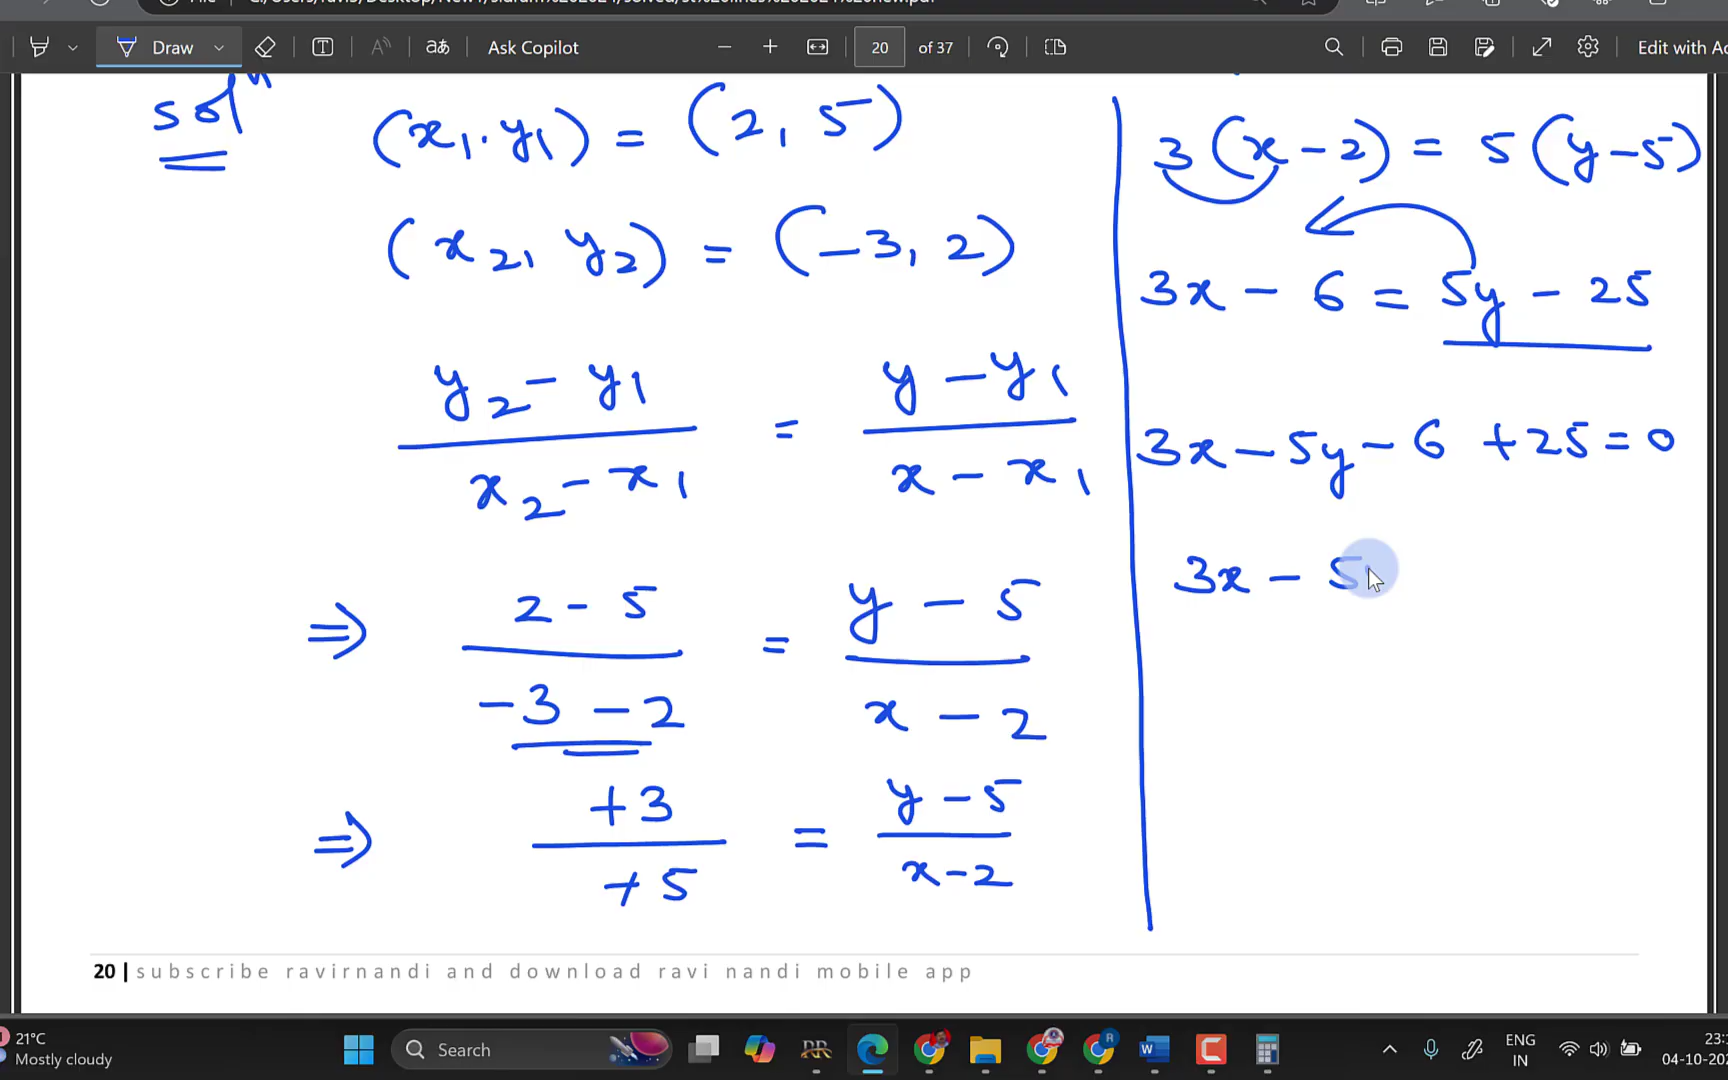 Draw
Ask Copilot
20 of 37
Edit with
solⁿ
(x₁, y₁) = (2, 5)
(x₂, y₂) = (-3, 2)
y₂ - y₁ / x₂ - x₁ = y - y₁ / x - x₁
⇒ 2 - 5 / -3 - 2 = y - 5 / x - 2
⇒ +3 / +5 = y - 5 / x - 2
3(x - 2) = 5(y - 5)
3x - 6 = 5y - 25
3x - 5y - 6 + 25 = 0
3x - 5
20 | subscribe ravirnandi and download ravi nandi mobile app
21°C
Mostly cloudy
Search
ENG
IN
04-10-20